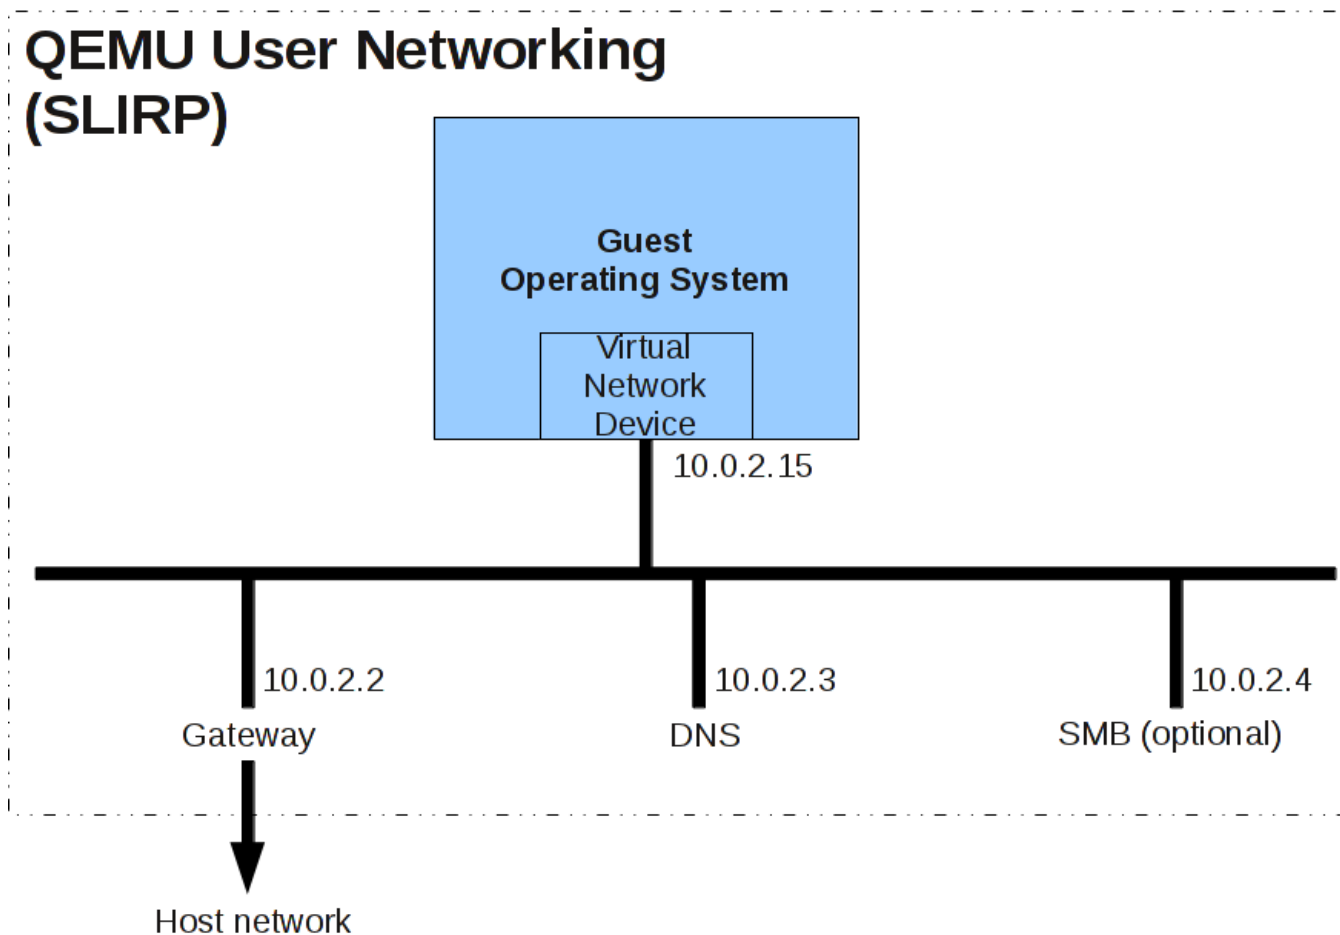 QEMU User Networking
(SLIRP)
Guest
Operating System
Virtual
Network
Device
10.0.2.15
10.0.2.2
10.0.2.3
10.0.2.4
Gateway
DNS
SMB (optional)
Host network